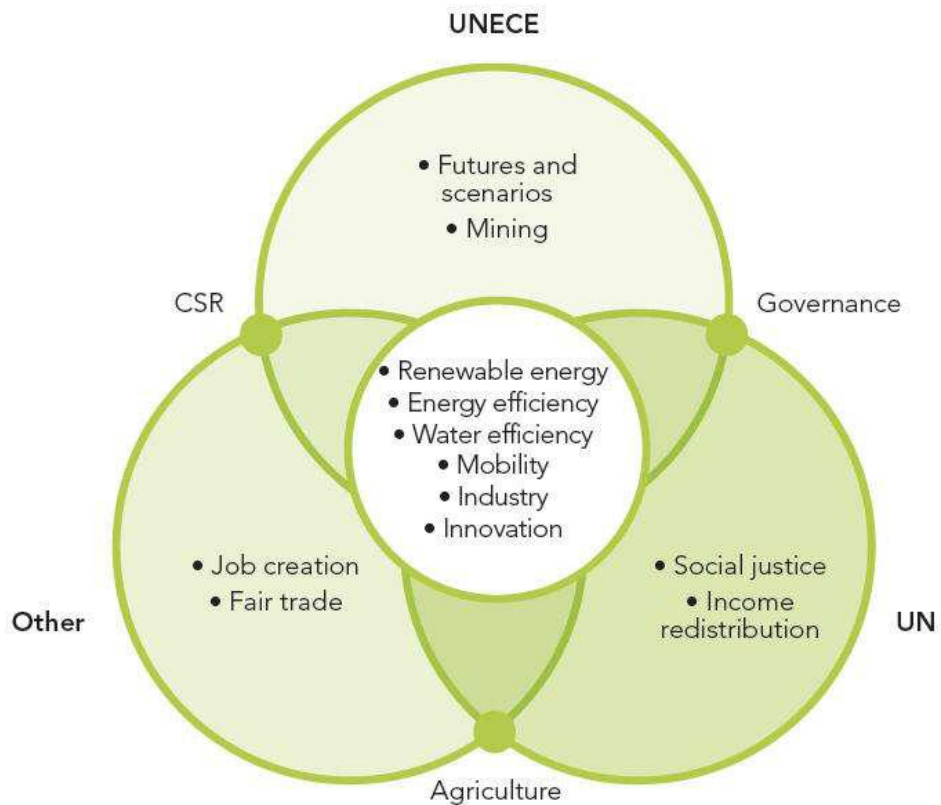 UNECE
• Futures and
scenarios
• Mining
CSR
Governance
• Renewable energy
• Energy efficiency
• Water efficiency
• Mobility
• Industry
• Innovation
• Job creation
• Fair trade
• Social justice
• Income
redistribution
Other
UN
Agriculture